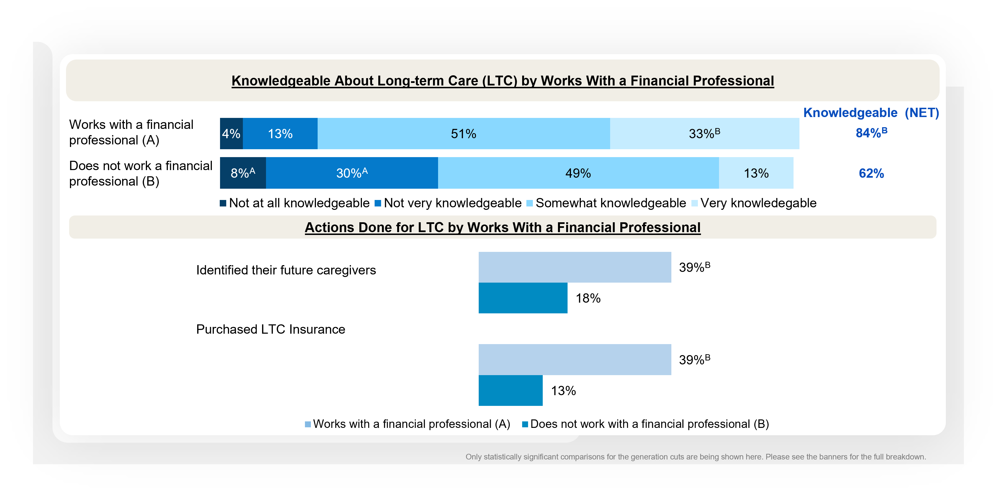 Knowledgeable About Long-term Care (LTC) by Works With a Financial Professional
Knowledgeable  (NET)
Works with a financial
professional (A)
4%
13%
51%
33%B
84%B
Does not work a financial
professional (B)
8%A
30%A
49%
13%
62%
Not at all knowledgeable
Not very knowledgeable
Somewhat knowledgeable
Very knowledegable
Actions Done for LTC by Works With a Financial Professional
Identified their future caregivers
39%B
18%
Purchased LTC Insurance
39%B
13%
Works with a financial professional (A)
Does not work with a financial professional (B)
Only statistically significant comparisons for the generation cuts are being shown here. Please see the banners for the full breakdown.